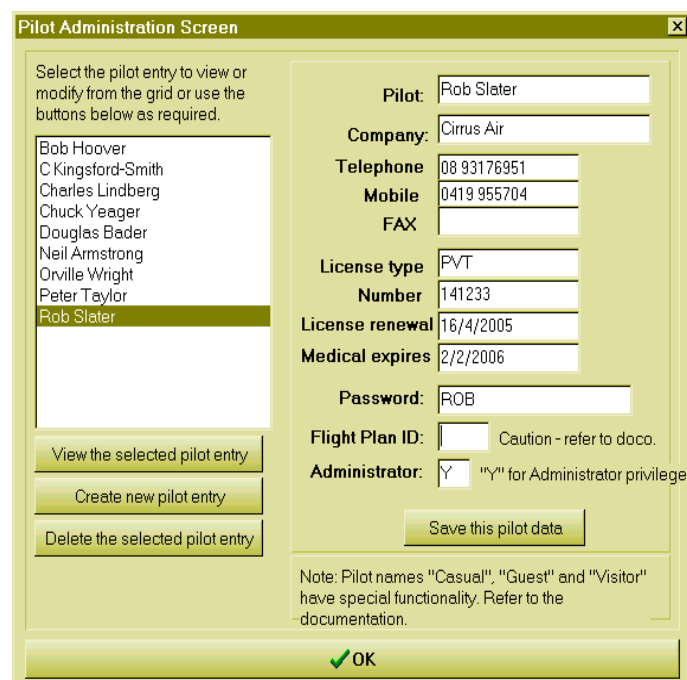 Pilot Administration Screen
Select the pilot entry to view or
modify from the grid or use the
buttons below as required.
Bob Hoover
C Kingsford-Smith
Charles Lindberg
Chuck Yeager
Douglas Bader
Neil Armstrong
Orville Wright
Peter Taylor
Rob Slater
View the selected pilot entry
Create new pilot entry
Delete the selected pilot entry
Pilot: Rob Slater
Company: Cirrus Air
Telephone 08 93176951
Mobile 0419 955704
FAX
License type PVT
Number 141233
License renewal 16/4/2005
Medical expires 2/2/2006
Password: ROB
Flight Plan ID: Caution - refer to doco.
Administrator: Y "Y" for Administrator privilege
Save this pilot data
Note: Pilot names "Casual", "Guest" and "Visitor"
have special functionality. Refer to the
documentation.
OK